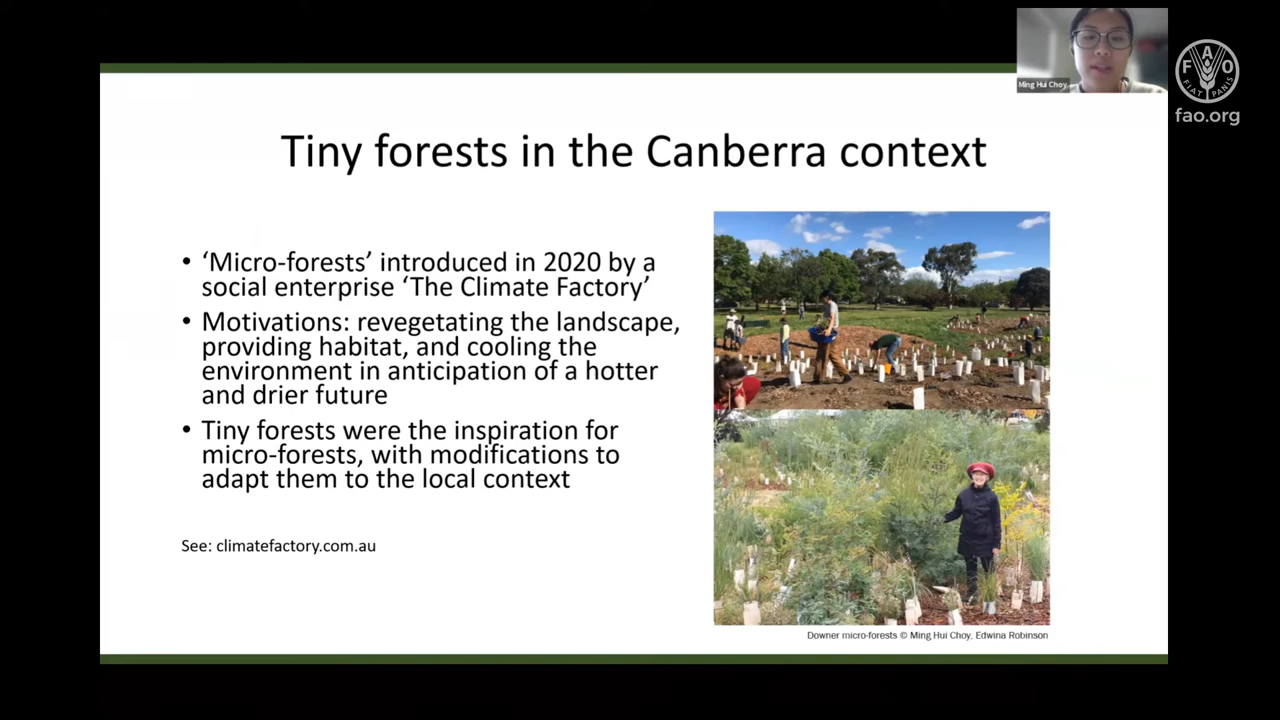 Ming Hui Choy
F A O
FIAT PANIS
fao.org
Tiny forests in the Canberra context
• ‘Micro-forests’ introduced in 2020 by a
social enterprise ‘The Climate Factory’
• Motivations: revegetating the landscape,
providing habitat, and cooling the
environment in anticipation of a hotter
and drier future
• Tiny forests were the inspiration for
micro-forests, with modifications to
adapt them to the local context
See: climatefactory.com.au
Downer micro-forests © Ming Hui Choy, Edwina Robinson